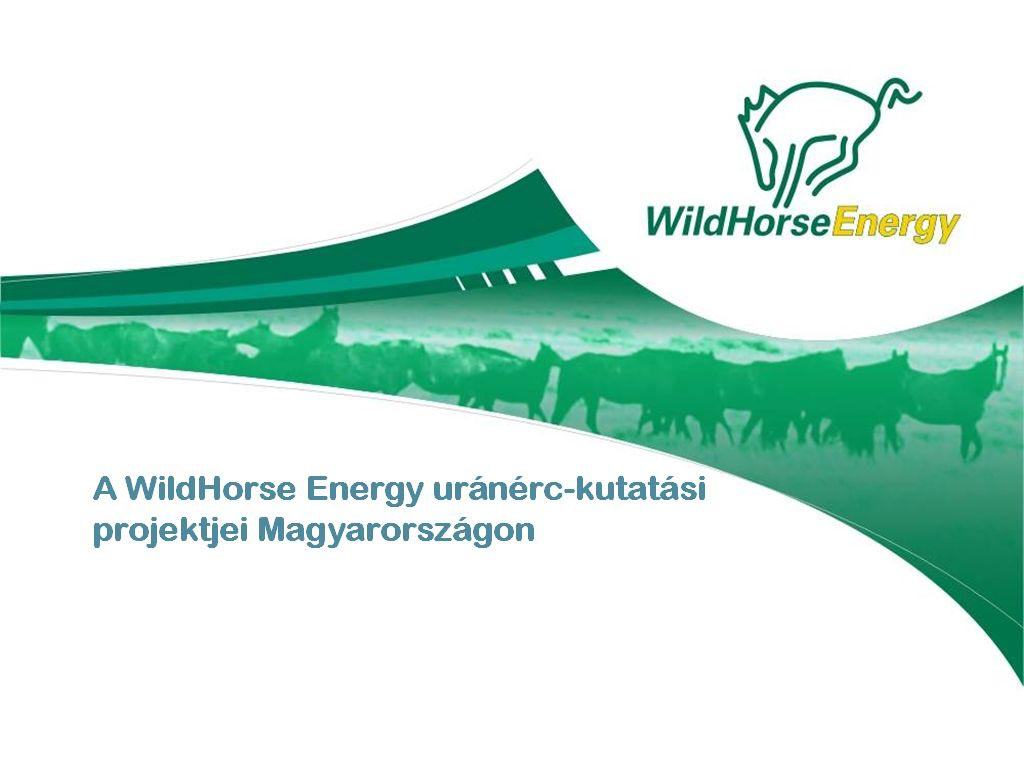 WildHorseEnergy
A WildHorse Energy uránérc-kutatási
projektjei Magyarországon